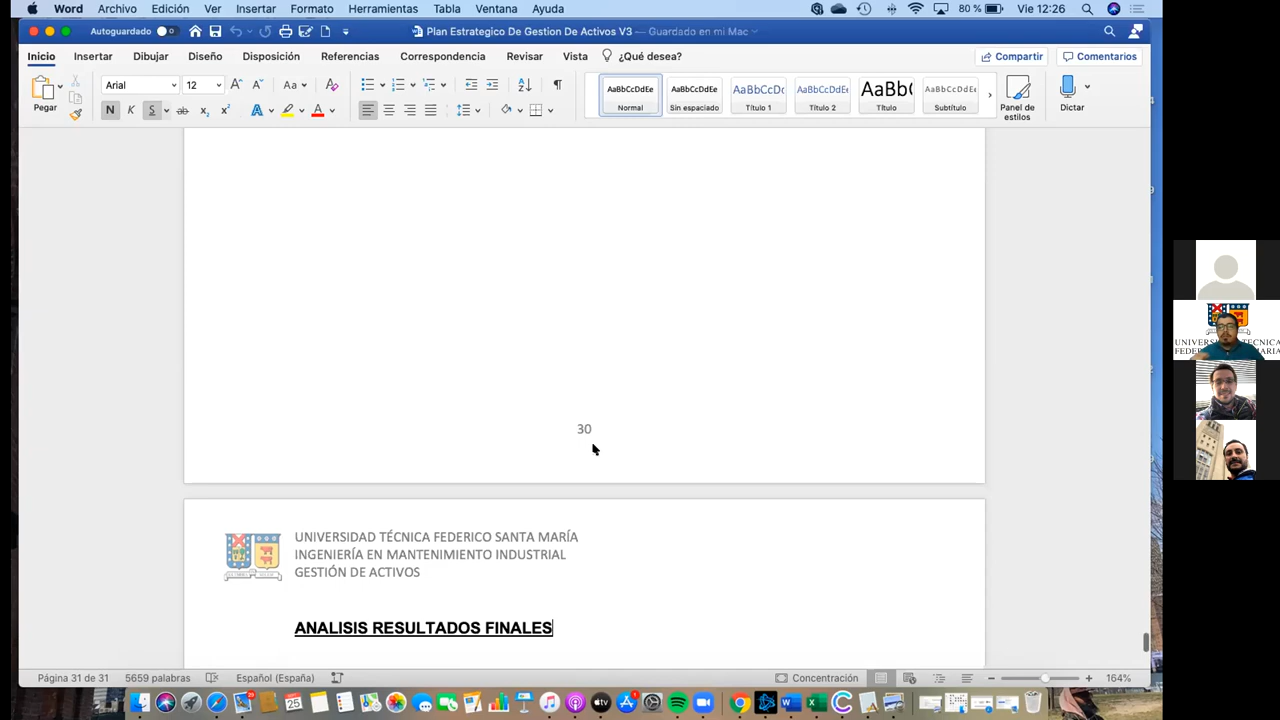 Word Archivo Edición Ver Insertar Formato Herramientas Tabla Ventana Ayuda 80 % Vie 12:26
Autoguardado Plan Estrategico De Gestion De Activos V3 — Guardado en mi Mac
Inicio Insertar Dibujar Diseño Disposición Referencias Correspondencia Revisar Vista ¿Qué desea? Compartir Comentarios
Pegar
Arial 12
N K S
AaBbCcDdEe
Normal
AaBbCcDdEe
Sin espaciado
AaBbCcDc
Título 1
AaBbCcDdEe
Título 2
AaBb(
Título
AaBbCcDdEe
Subtítulo
Panel de
estilos
Dictar
30
UNIVERSIDAD TÉCNICA FEDERICO SANTA MARÍA
INGENIERÍA EN MANTENIMIENTO INDUSTRIAL
GESTIÓN DE ACTIVOS
ANALISIS RESULTADOS FINALES
Página 31 de 31 5659 palabras Español (España) Concentración 164%